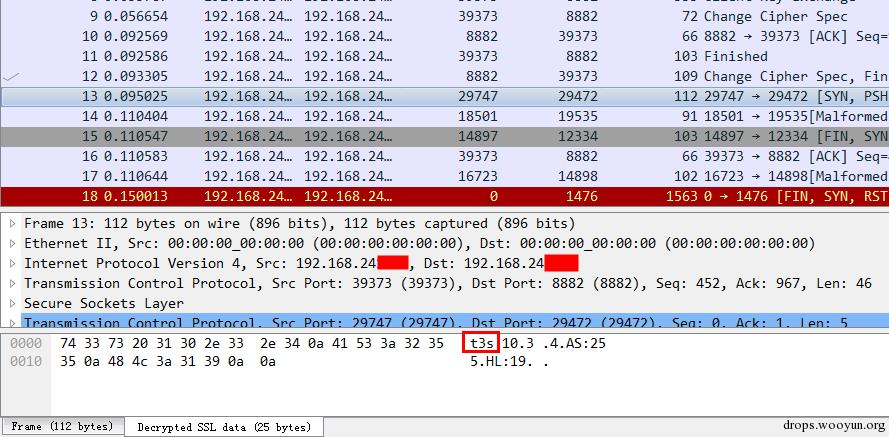 9 0.056654 192.168.24… 192.168.24… 39373 8882 72 Change Cipher Spec
10 0.092569 192.168.24… 192.168.24… 8882 39373 66 8882 → 39373 [ACK] Seq=
11 0.092586 192.168.24… 192.168.24… 39373 8882 103 Finished
12 0.093305 192.168.24… 192.168.24… 8882 39373 109 Change Cipher Spec, Fin
13 0.095025 192.168.24… 192.168.24… 29747 29472 112 29747 → 29472 [SYN, PSH
14 0.110404 192.168.24… 192.168.24… 18501 19535 91 18501 → 19535[Malformed
15 0.110547 192.168.24… 192.168.24… 14897 12334 103 14897 → 12334 [FIN, SYN
16 0.110583 192.168.24… 192.168.24… 39373 8882 66 39373 → 8882 [ACK] Seq=
17 0.110644 192.168.24… 192.168.24… 16723 14898 102 16723 → 14898[Malformed
18 0.150013 192.168.24… 192.168.24… 0 1476 1563 0 → 1476 [FIN, SYN, RST
Frame 13: 112 bytes on wire (896 bits), 112 bytes captured (896 bits)
Ethernet II, Src: 00:00:00_00:00:00 (00:00:00:00:00:00), Dst: 00:00:00_00:00:00 (00:00:00:00:00:00)
Internet Protocol Version 4, Src: 192.168.24, Dst: 192.168.24
Transmission Control Protocol, Src Port: 39373 (39373), Dst Port: 8882 (8882), Seq: 452, Ack: 967, Len: 46
Secure Sockets Layer
Transmission Control Protocol, Src Port: 29747 (29747), Dst Port: 29472 (29472), Seq: 0, Ack: 1, Len: 5
0000 74 33 73 20 31 30 2e 33 2e 34 0a 41 53 3a 32 35 t3s 10.3 .4.AS:25
0010 35 0a 48 4c 3a 31 39 0a 0a 5.HL:19. .
Frame (112 bytes) Decrypted SSL data (25 bytes)
drops.wooyun.org